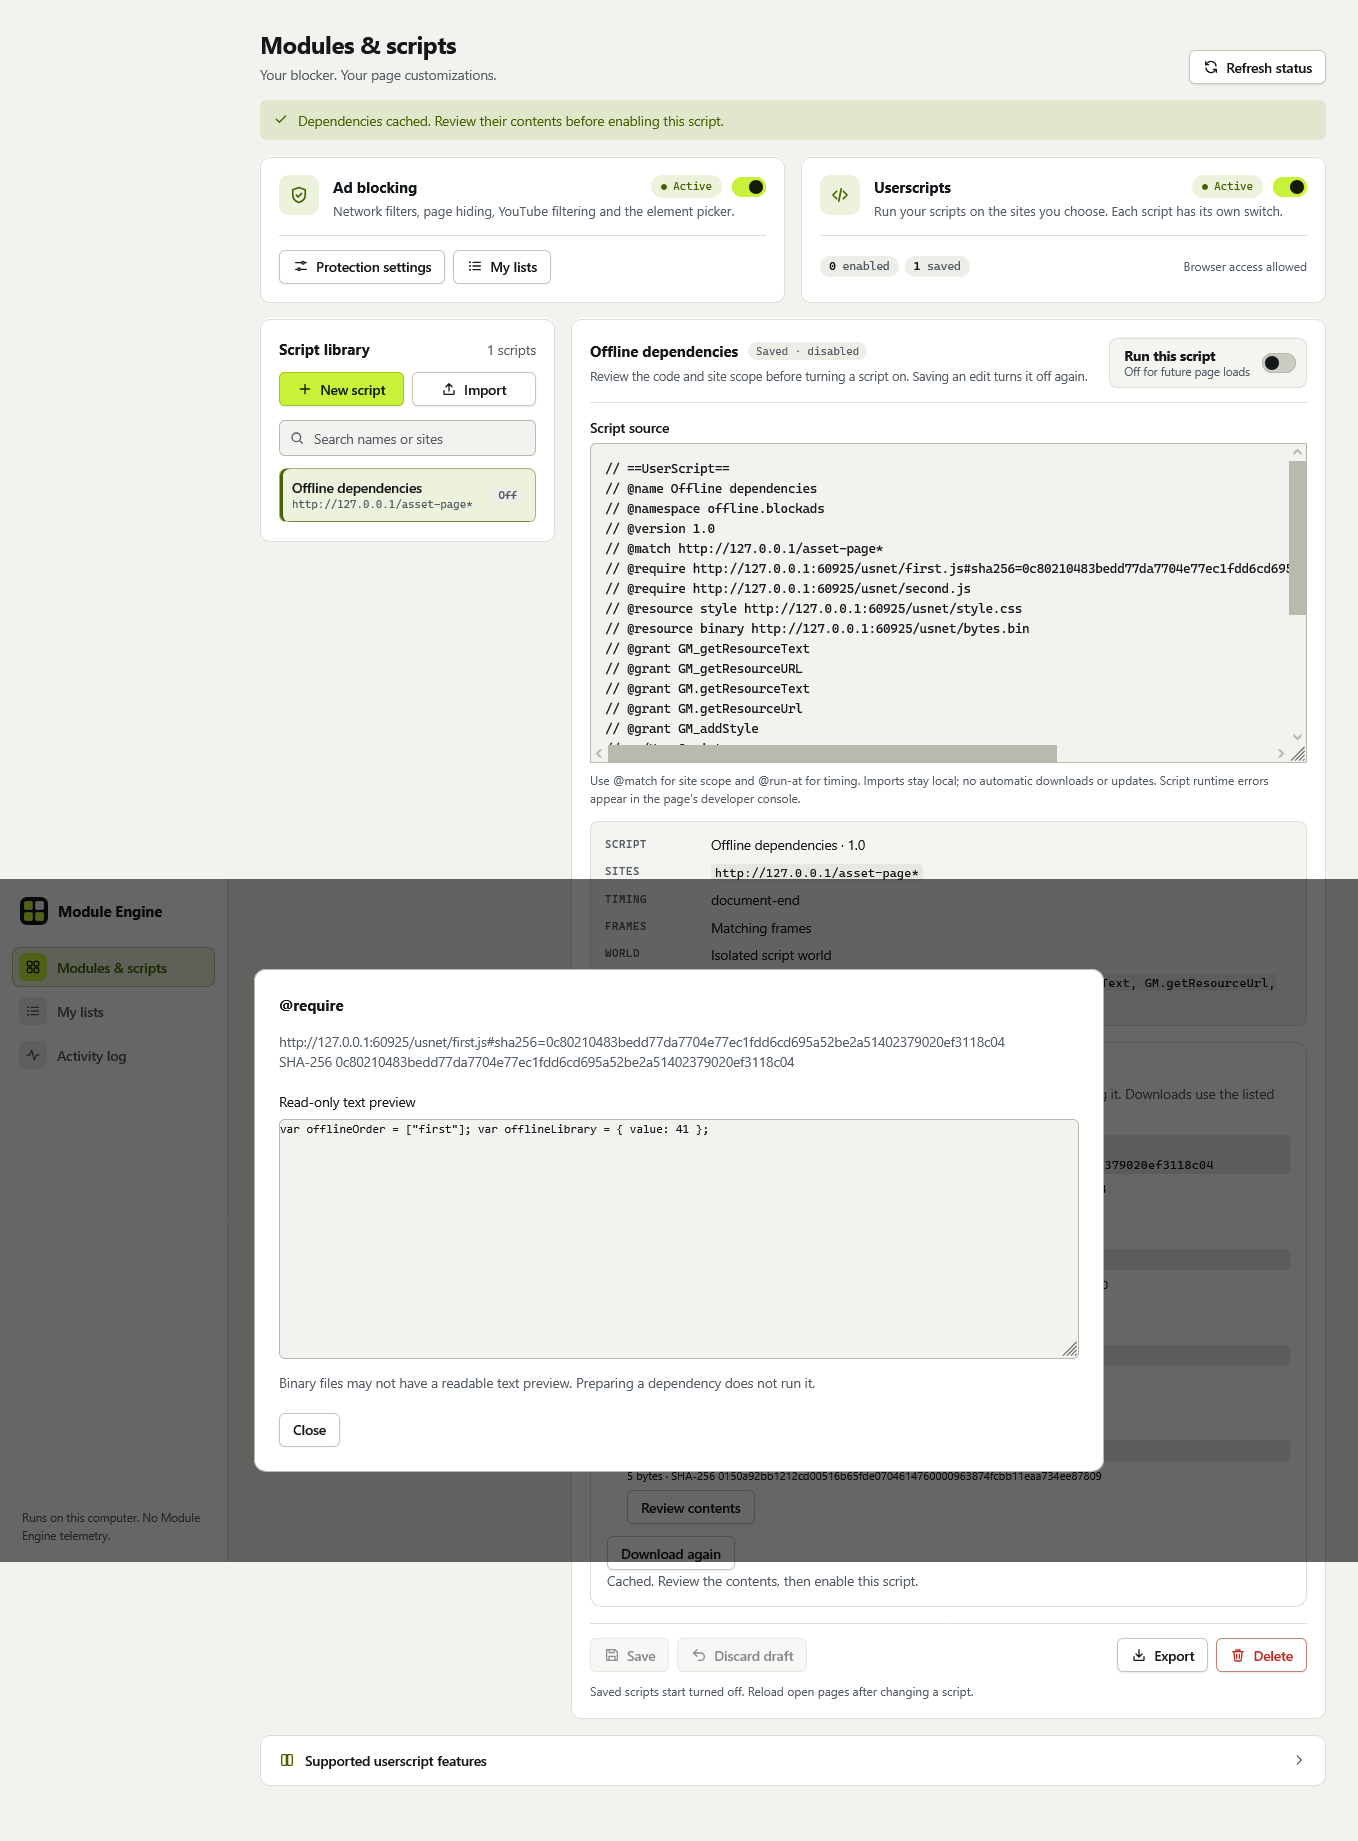 Modules & scripts
Your blocker. Your page customizations.
Refresh status
Dependencies cached. Review their contents before enabling this script.
Ad blocking
Active
Network filters, page hiding, YouTube filtering and the element picker.
Protection settings
My lists
Userscripts
Active
Run your scripts on the sites you choose. Each script has its own switch.
0 enabled
1 saved
Browser access allowed
Script library
1 scripts
New script
Import
Search names or sites
Offline dependencies
http://127.0.0.1/asset-page*
Off
Offline dependencies
Saved · disabled
Review the code and site scope before turning a script on. Saving an edit turns it off again.
Run this script
Off for future page loads
Script source
// ==UserScript==
// @name Offline dependencies
// @namespace offline.blockads
// @version 1.0
// @match http://127.0.0.1/asset-page*
// @require http://127.0.0.1:60925/usnet/first.js#sha256=0c80210483bedd77da7704e77ec1fdd6cd695
// @require http://127.0.0.1:60925/usnet/second.js
// @resource style http://127.0.0.1:60925/usnet/style.css
// @resource binary http://127.0.0.1:60925/usnet/bytes.bin
// @grant GM_getResourceText
// @grant GM_getResourceURL
// @grant GM.getResourceText
// @grant GM.getResourceUrl
// @grant GM_addStyle
Use @match for site scope and @run-at for timing. Imports stay local; no automatic downloads or updates. Script runtime errors
appear in the page's developer console.
SCRIPT
Offline dependencies · 1.0
SITES
http://127.0.0.1/asset-page*
TIMING
document-end
FRAMES
Matching frames
WORLD
Isolated script world
Text, GM.getResourceUrl,
Module Engine
Modules & scripts
My lists
Activity log
@require
http://127.0.0.1:60925/usnet/first.js#sha256=0c80210483bedd77da7704e77ec1fdd6cd695a52be2a51402379020ef3118c04
SHA-256 0c80210483bedd77da7704e77ec1fdd6cd695a52be2a51402379020ef3118c04
Read-only text preview
var offlineOrder = ["first"]; var offlineLibrary = { value: 41 };
Binary files may not have a readable text preview. Preparing a dependency does not run it.
Close
it. Downloads use the listed
379020ef3118c04
5 bytes · SHA-256 0150a92bb1212cd00516b65fde0704614760000963874fcbb11eaa734ee87809
Review contents
Download again
Cached. Review the contents, then enable this script.
Runs on this computer. No Module
Engine telemetry.
Save
Discard draft
Export
Delete
Saved scripts start turned off. Reload open pages after changing a script.
Supported userscript features